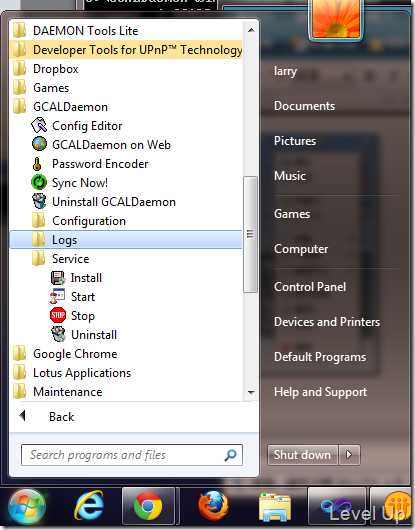 DAEMON Tools Lite
Developer Tools for UPnP™ Technology
Dropbox
Games
GCALDaemon
Config Editor
GCALDaemon on Web
Password Encoder
Sync Now!
Uninstall GCALDaemon
Configuration
Logs
Service
Install
Start
STOP Stop
Uninstall
Google Chrome
Lotus Applications
Maintenance
Back
Search programs and files
larry
Documents
Pictures
Music
Games
Computer
Control Panel
Devices and Printers
Default Programs
Help and Support
Shut down
Level Up